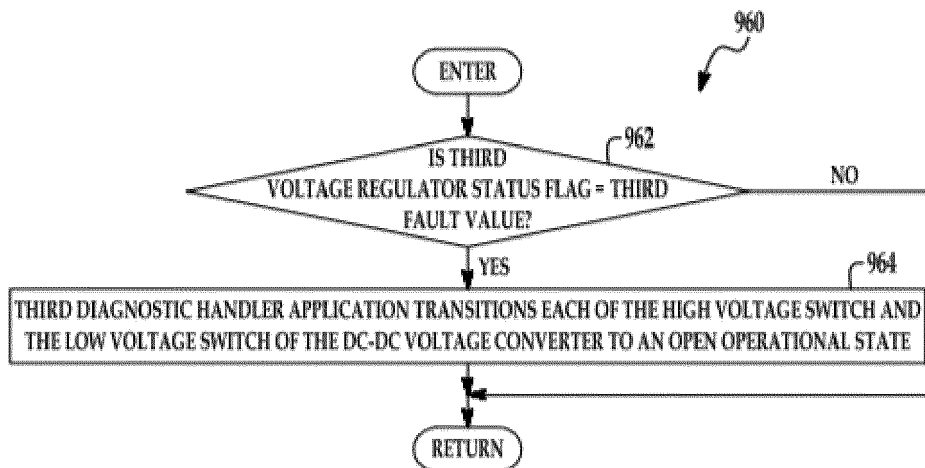 960
ENTER
962
IS THIRD
VOLTAGE REGULATOR STATUS FLAG = THIRD
FAULT VALUE?
NO
YES
964
THIRD DIAGNOSTIC HANDLER APPLICATION TRANSITIONS EACH OF THE HIGH VOLTAGE SWITCH AND
THE LOW VOLTAGE SWITCH OF THE DC-DC VOLTAGE CONVERTER TO AN OPEN OPERATIONAL STATE
RETURN